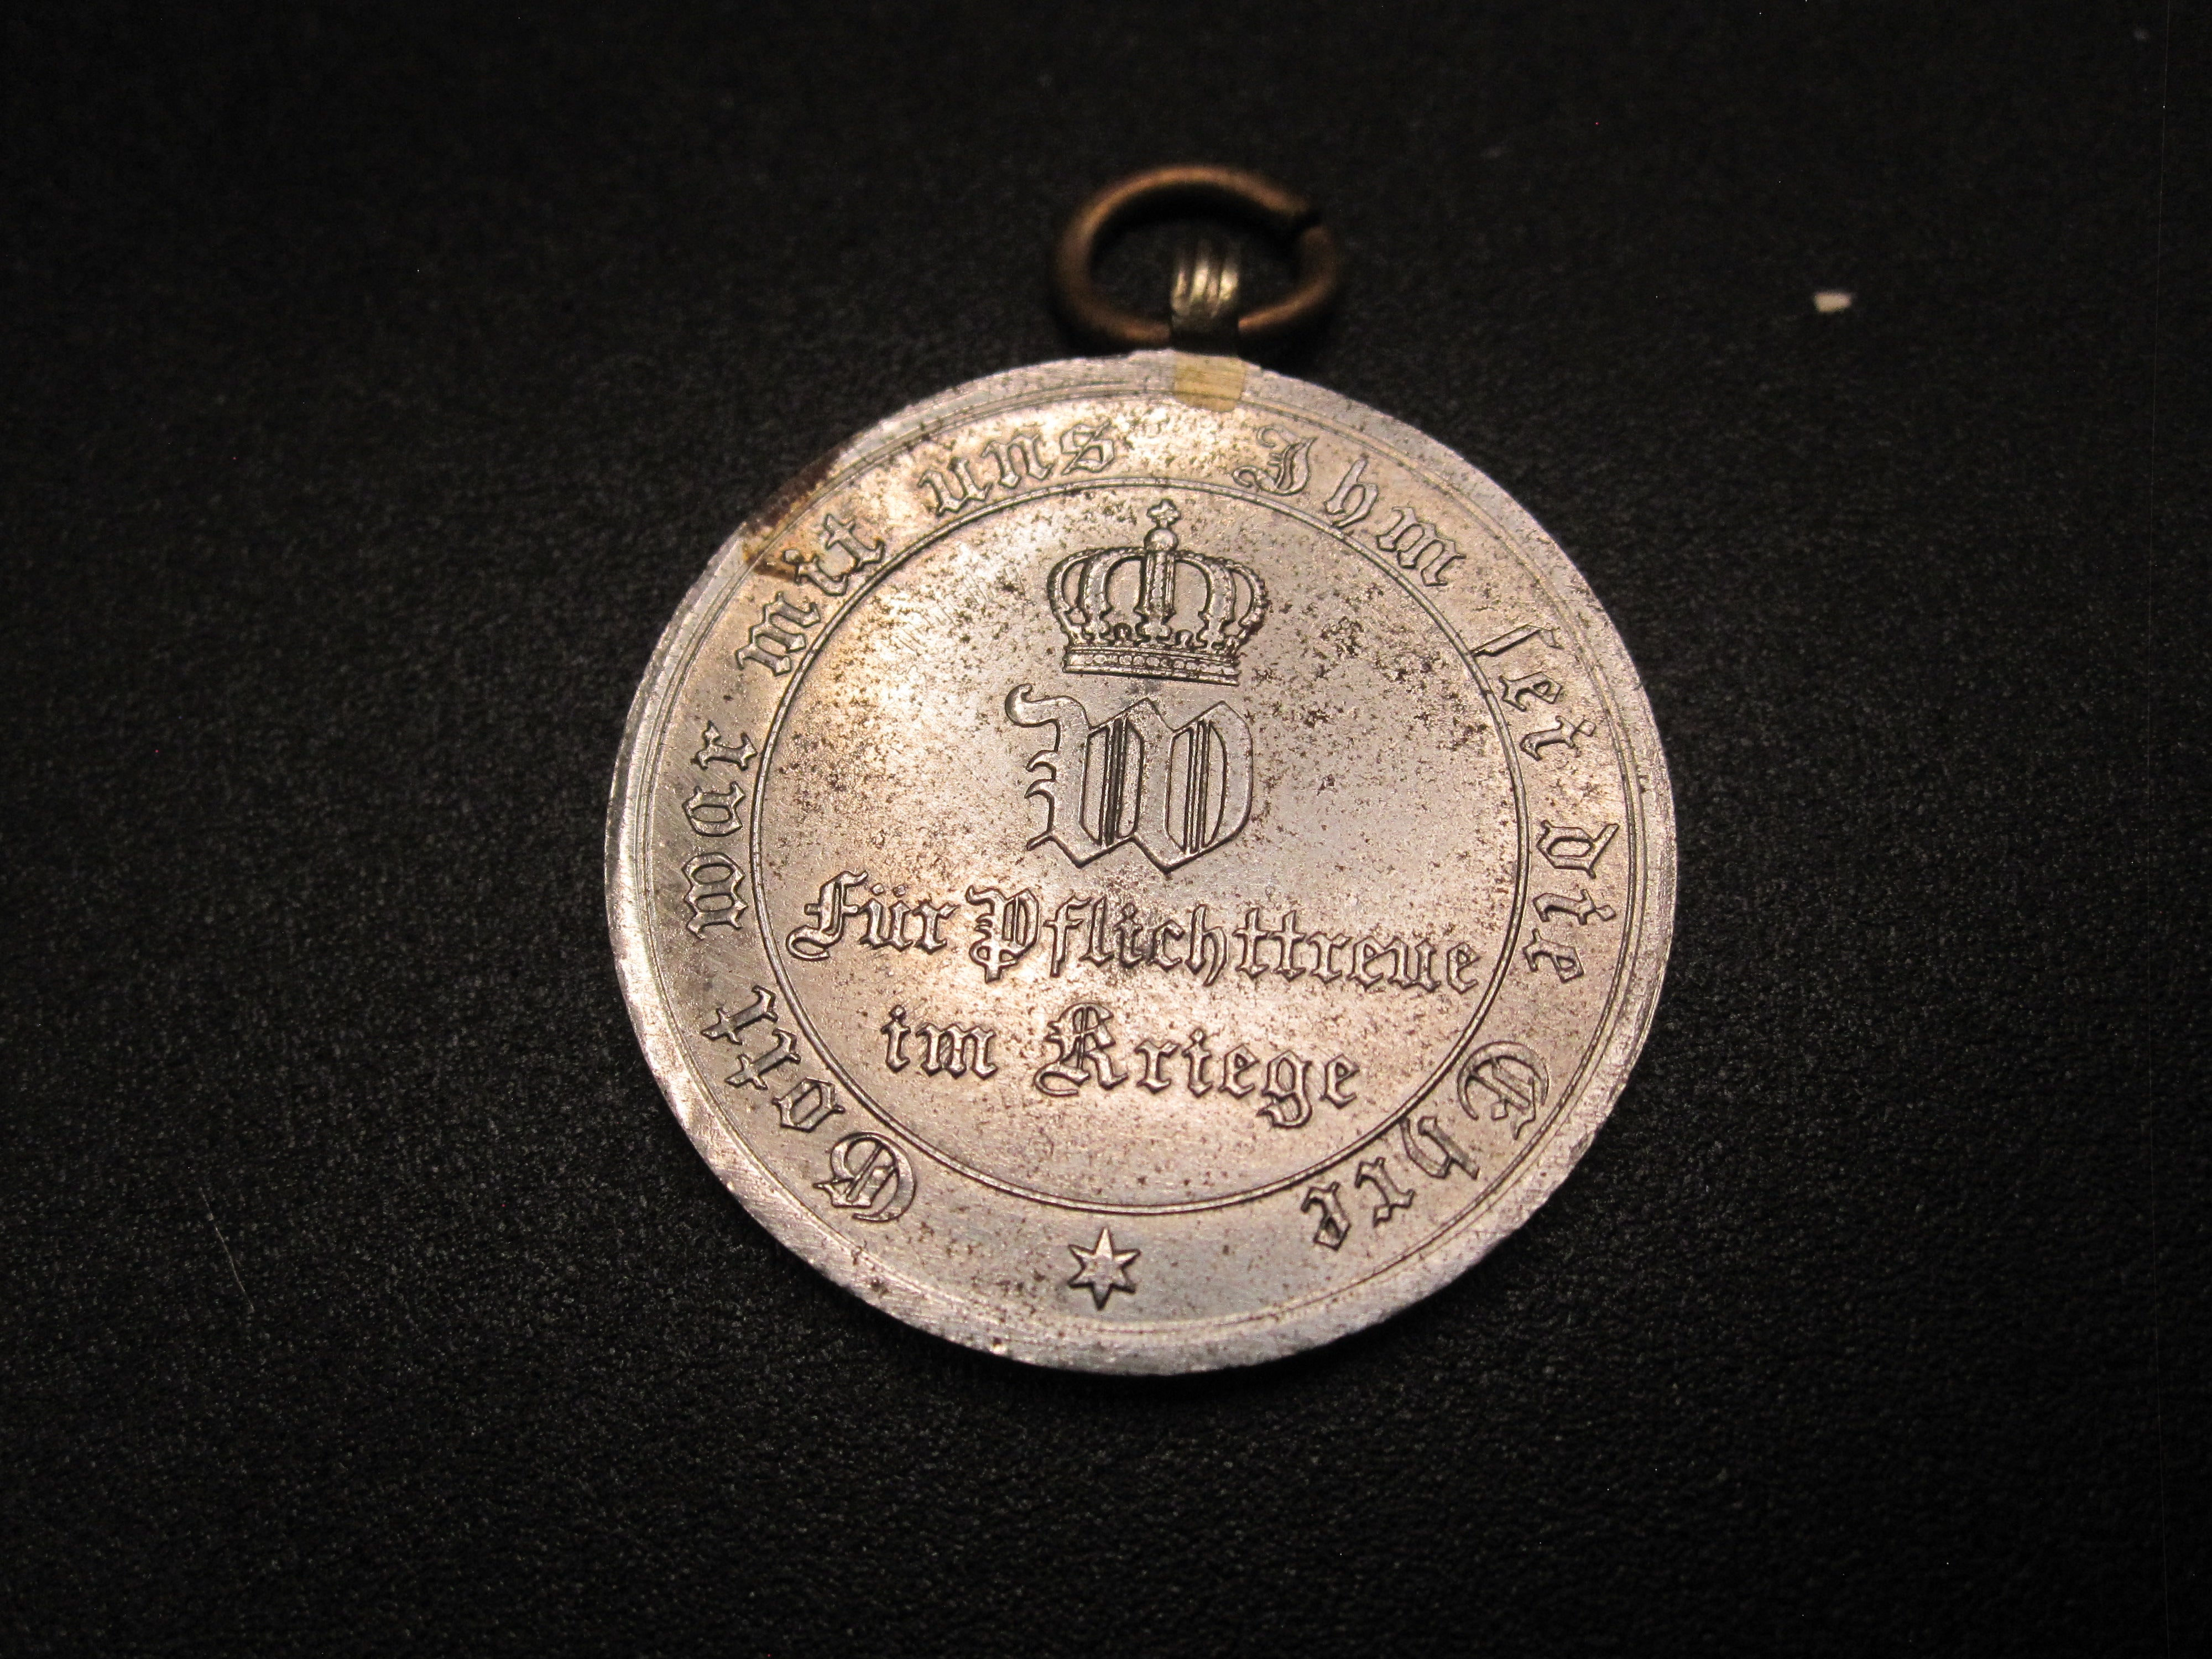 Gott war mit uns Ihm sei die Ehre
W
Für Pflichttreue
im Kriege